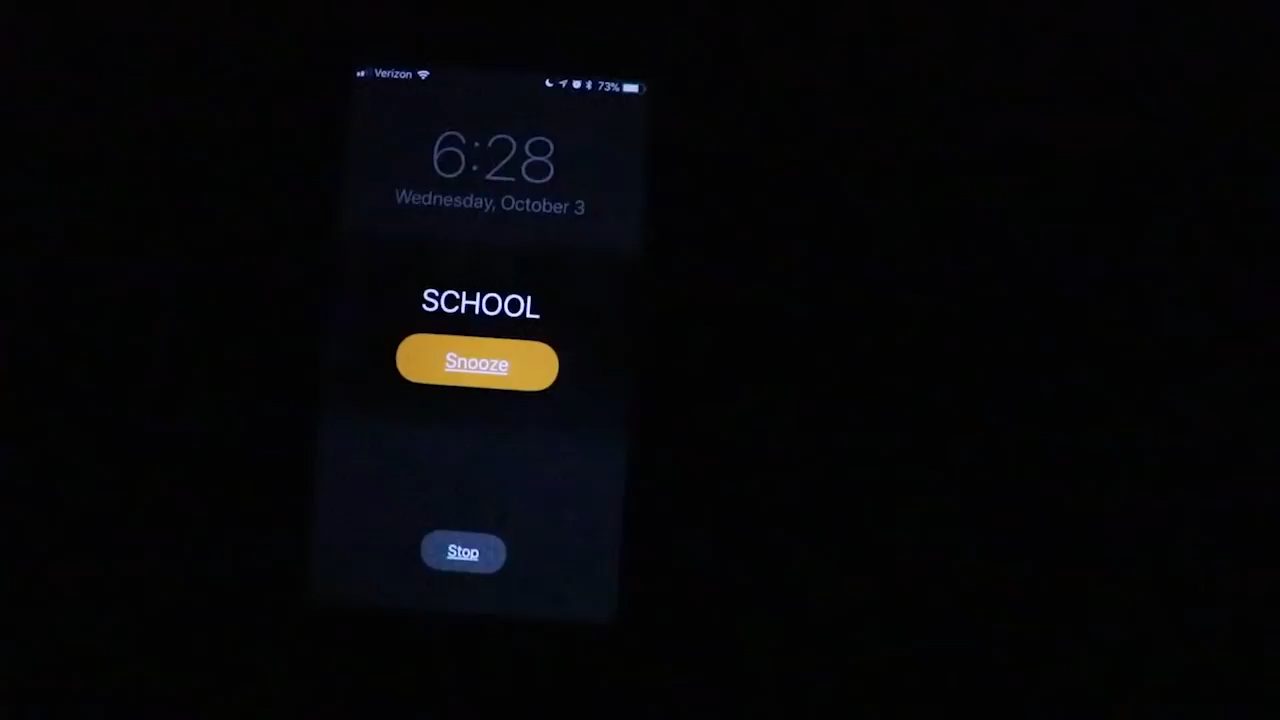 Verizon 73%
6:28
Wednesday, October 3
SCHOOL
Snooze
Stop